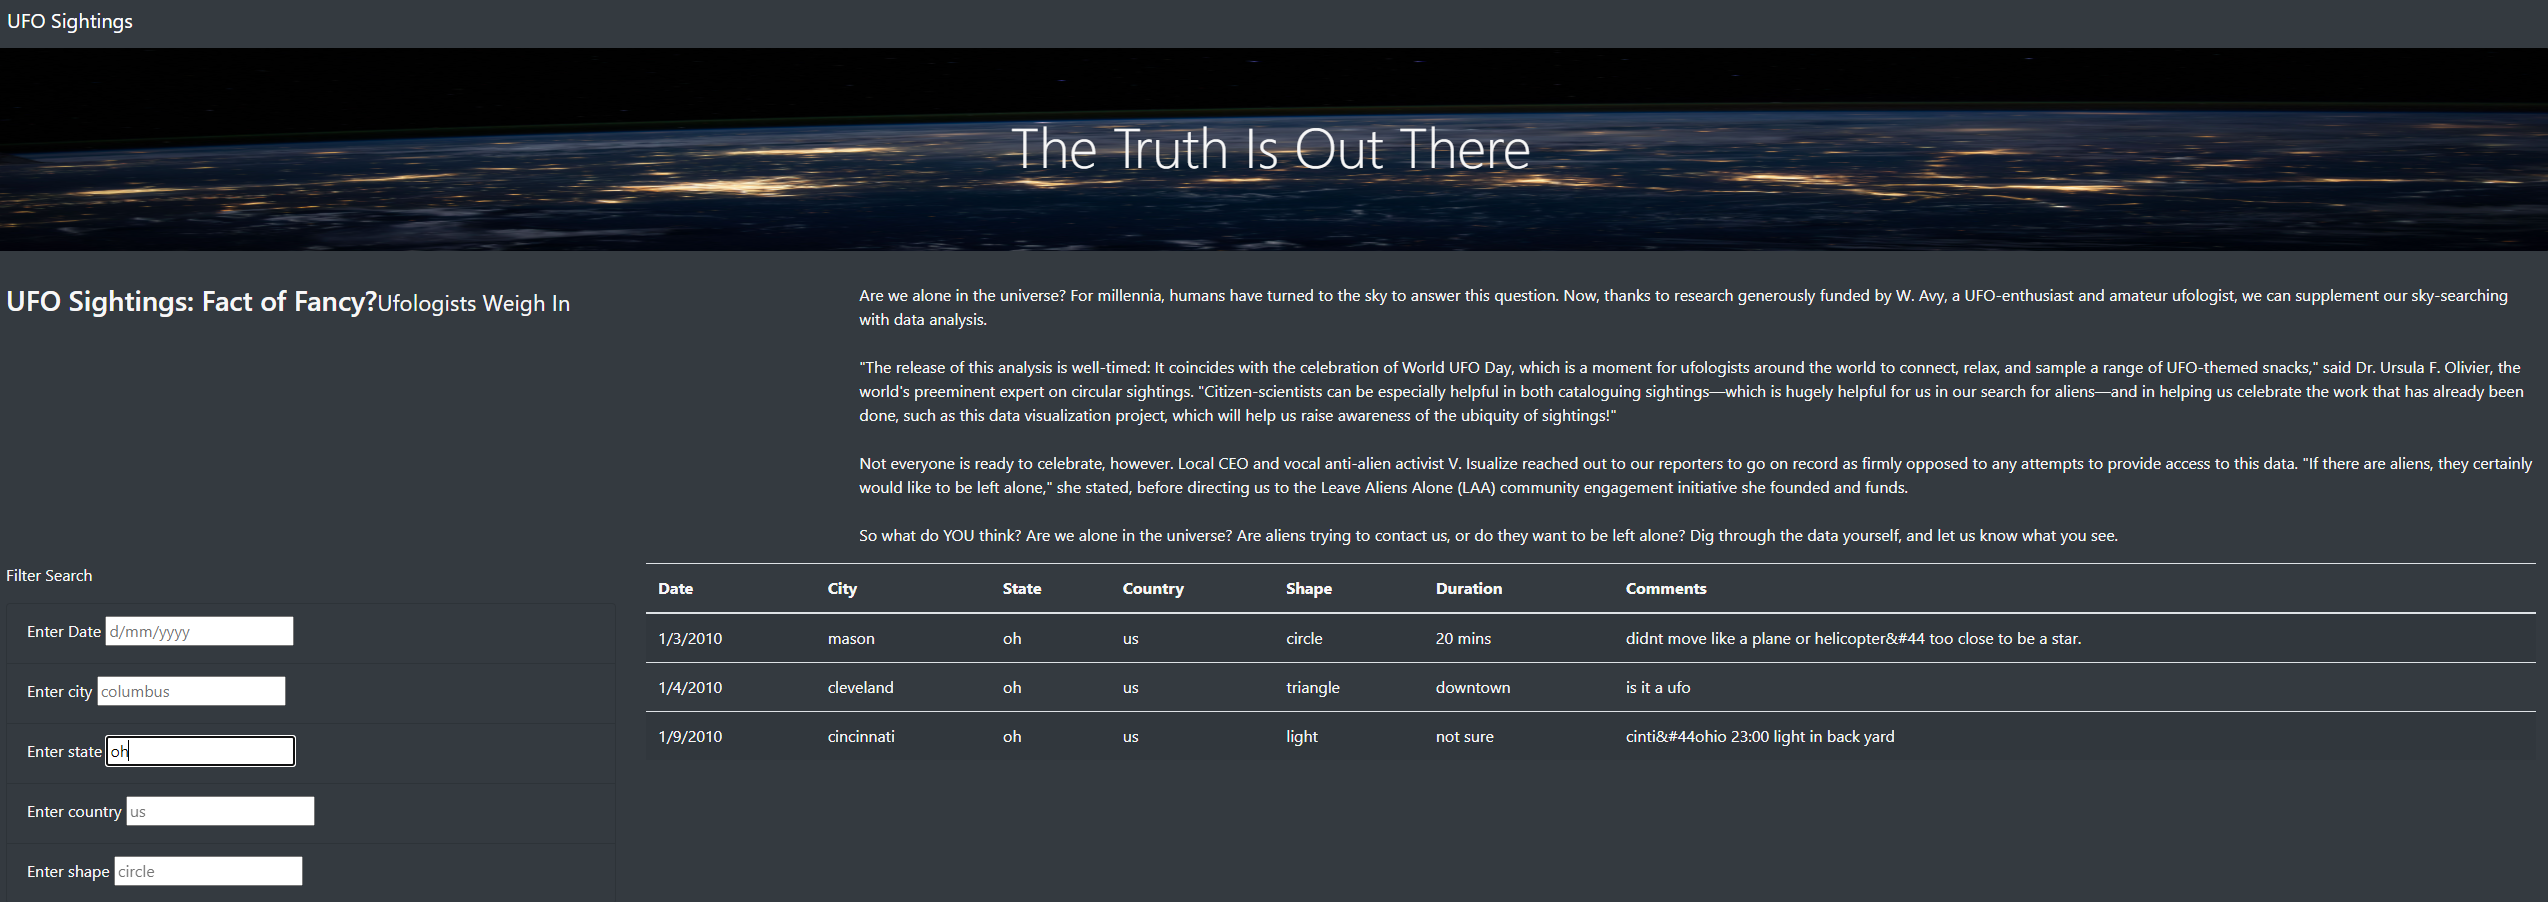 UFO Sightings
The Truth Is Out There
UFO Sightings: Fact of Fancy?Ufologists Weigh In
Are we alone in the universe? For millennia, humans have turned to the sky to answer this question. Now, thanks to research generously funded by W. Avy, a UFO-enthusiast and amateur ufologist, we can supplement our sky-searching
with data analysis.
"The release of this analysis is well-timed: It coincides with the celebration of World UFO Day, which is a moment for ufologists around the world to connect, relax, and sample a range of UFO-themed snacks," said Dr. Ursula F. Olivier, the
world's preeminent expert on circular sightings. "Citizen-scientists can be especially helpful in both cataloguing sightings—which is hugely helpful for us in our search for aliens—and in helping us celebrate the work that has already been
done, such as this data visualization project, which will help us raise awareness of the ubiquity of sightings!"
Not everyone is ready to celebrate, however. Local CEO and vocal anti-alien activist V. Isualize reached out to our reporters to go on record as firmly opposed to any attempts to provide access to this data. "If there are aliens, they certainly
would like to be left alone," she stated, before directing us to the Leave Aliens Alone (LAA) community engagement initiative she founded and funds.
So what do YOU think? Are we alone in the universe? Are aliens trying to contact us, or do they want to be left alone? Dig through the data yourself, and let us know what you see.
Filter Search
Enter Date d/mm/yyyy
Enter city columbus
Enter state oh
Enter country us
Enter shape circle
Date City State Country Shape Duration Comments
1/3/2010 mason oh us circle 20 mins didnt move like a plane or helicopter&#44 too close to be a star.
1/4/2010 cleveland oh us triangle downtown is it a ufo
1/9/2010 cincinnati oh us light not sure cinti&#44ohio 23:00 light in back yard